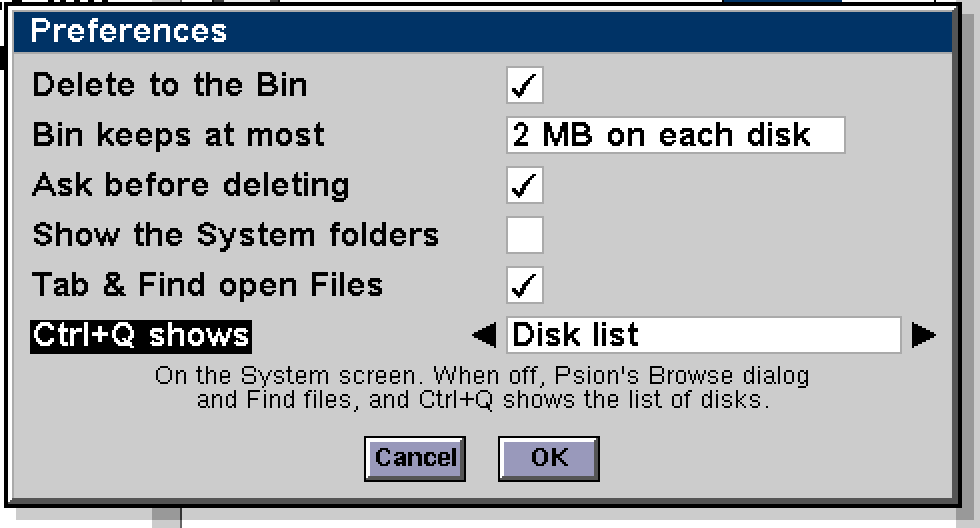 Preferences
Delete to the Bin ✓
Bin keeps at most 2 MB on each disk
Ask before deleting ✓
Show the System folders
Tab & Find open Files ✓
Ctrl+Q shows ◀ Disk list ▶
On the System screen. When off, Psion's Browse dialog
and Find files, and Ctrl+Q shows the list of disks.
Cancel OK